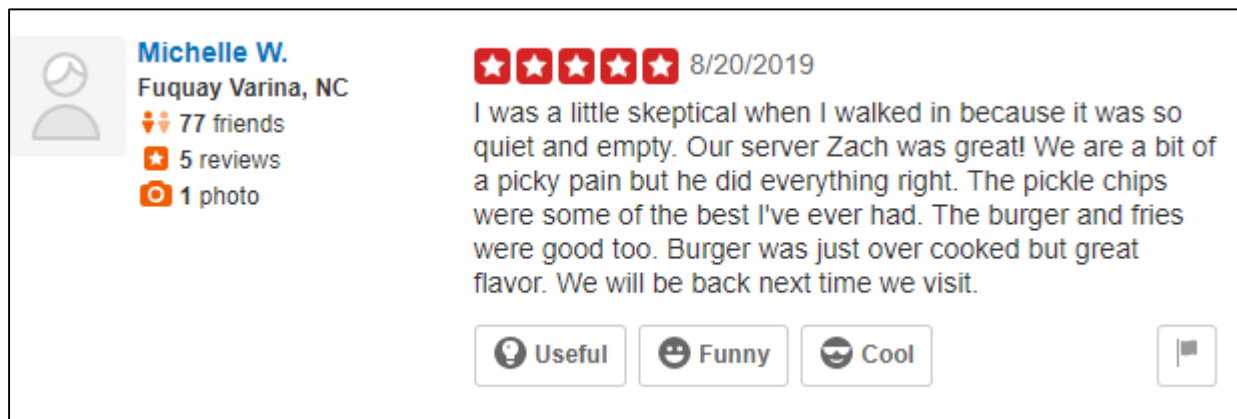 Michelle W.
Fuquay Varina, NC
77 friends
5 reviews
1 photo
8/20/2019
I was a little skeptical when I walked in because it was so
quiet and empty. Our server Zach was great! We are a bit of
a picky pain but he did everything right. The pickle chips
were some of the best I've ever had. The burger and fries
were good too. Burger was just over cooked but great
flavor. We will be back next time we visit.
Useful
Funny
Cool